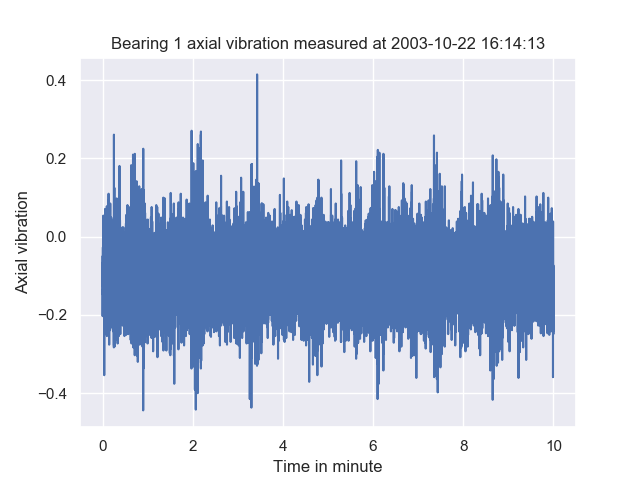 Bearing 1 axial vibration measured at 2003-10-22 16:14:13
0.4
0.2
0.0
−0.2
−0.4
Axial vibration
0 2 4 6 8 10
Time in minute